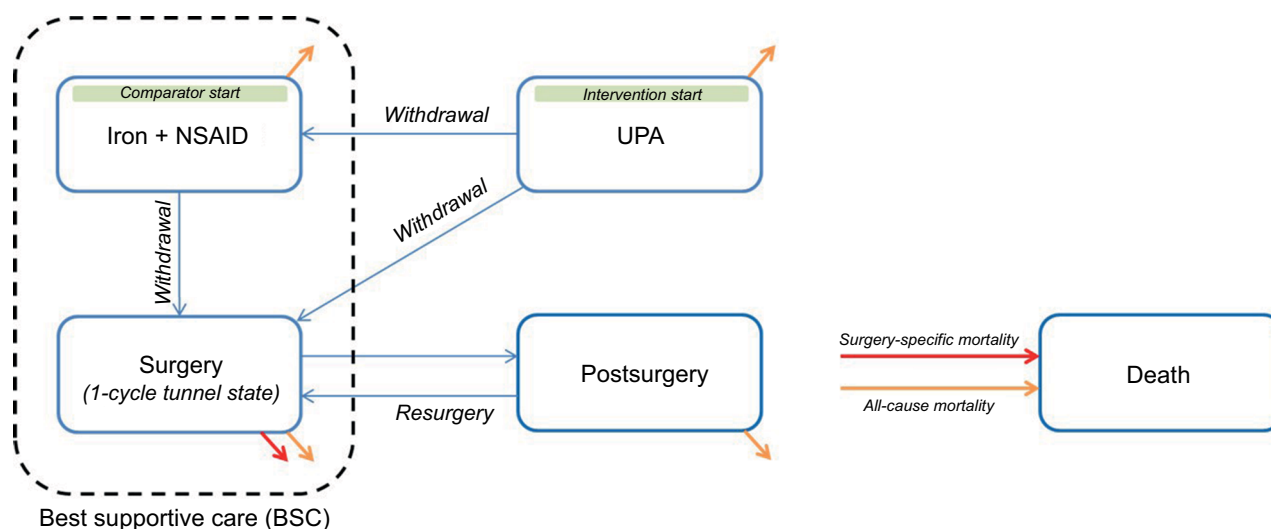 Comparator start
Iron + NSAID
Withdrawal
Intervention start
UPA
Withdrawal
Withdrawal
Surgery
(1-cycle tunnel state)
Resurgery
Postsurgery
Surgery-specific mortality
All-cause mortality
Death
Best supportive care (BSC)